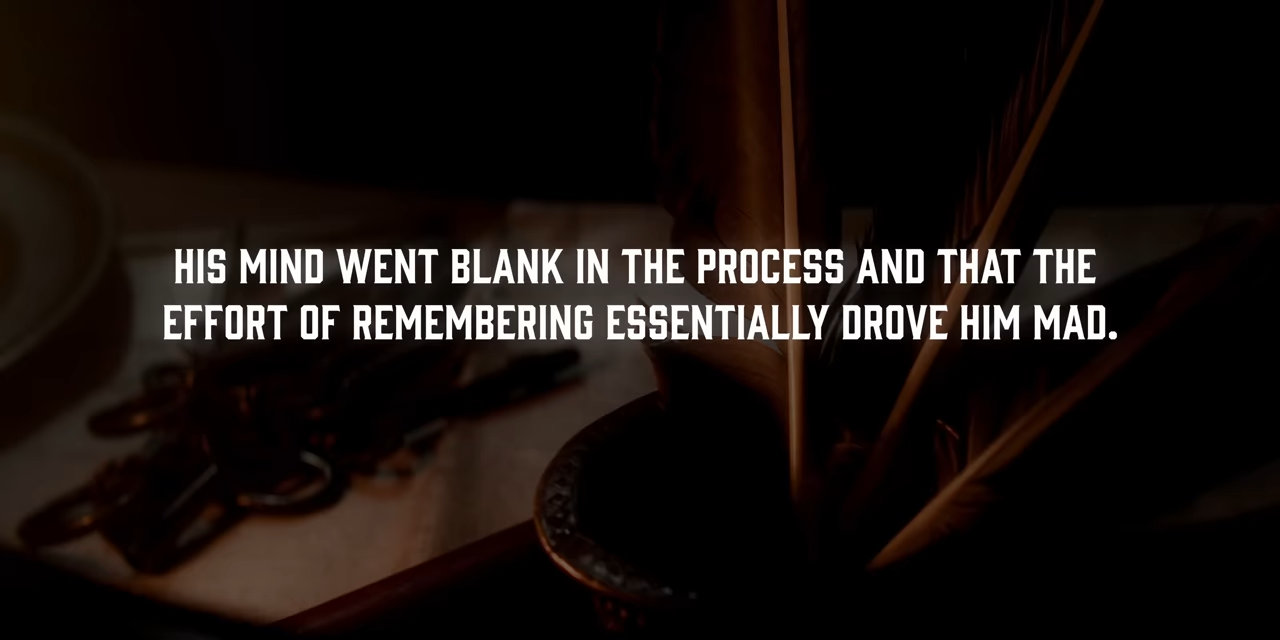 HIS MIND WENT BLANK IN THE PROCESS AND THAT THE
EFFORT OF REMEMBERING ESSENTIALLY DROVE HIM MAD.